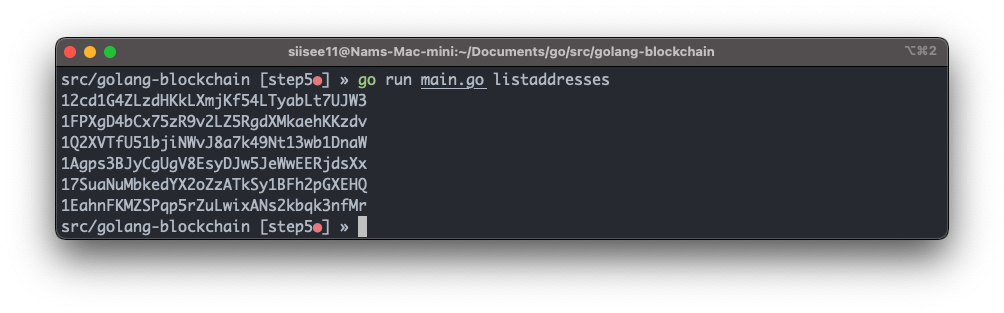 siisee11@Nams-Mac-mini:~/Documents/go/src/golang-blockchain ⌥⌘2
src/golang-blockchain [step5●] » go run main.go listaddresses
12cd1G4ZLzdHKkLXmjKf54LTyabLt7UJW3
1FPXgD4bCx75zR9v2LZ5RgdXMkaehKKzdv
1Q2XVTfU51bjiNWvJ8a7k49Nt13wb1DnaW
1Agps3BJyCgUgV8EsyDJw5JeWwEERjdsXx
17SuaNuMbkedYX2oZzATkSy1BFh2pGXEHQ
1EahnFKMZSPqp5rZuLwixANs2kbqk3nfMr
src/golang-blockchain [step5●] »